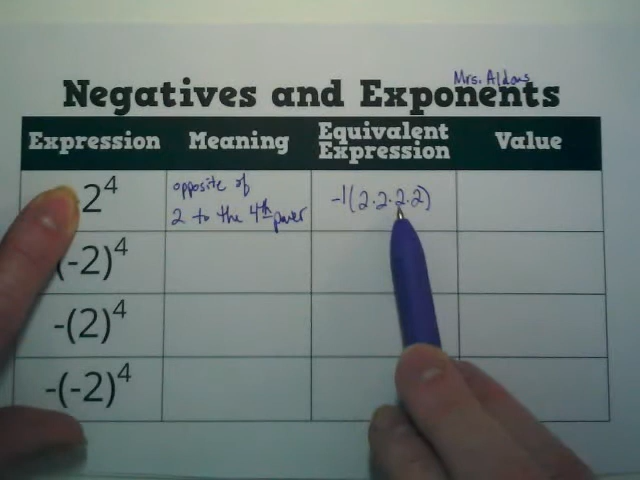 Mrs. Aldous
Negatives and Exponents
Expression Meaning Equivalent Expression Value
2⁴ opposite of
2 to the 4th power -1(2·2·2·2)
(-2)⁴
-(2)⁴
-(-2)⁴